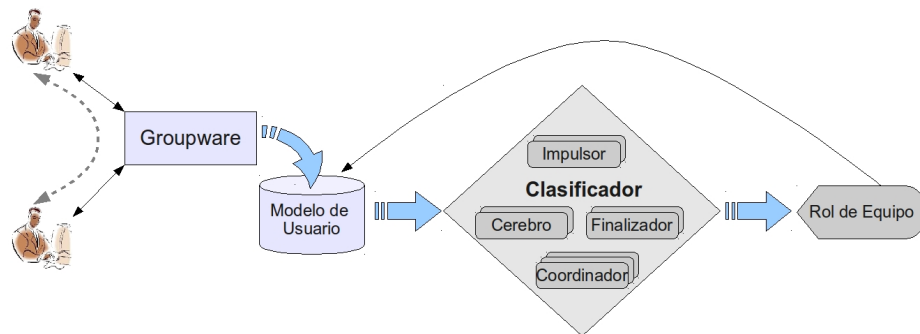 Groupware
Modelo de
Usuario
Impulsor
Clasificador
Cerebro
Finalizador
Coordinador
Rol de Equipo